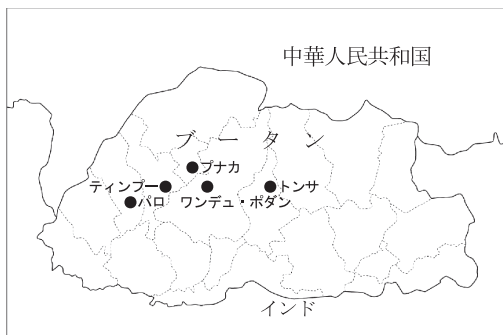 中華人民共和国
ブータン
プナカ
ティンプー
トンサ
パロ
ワンデュ・ポダン
インド